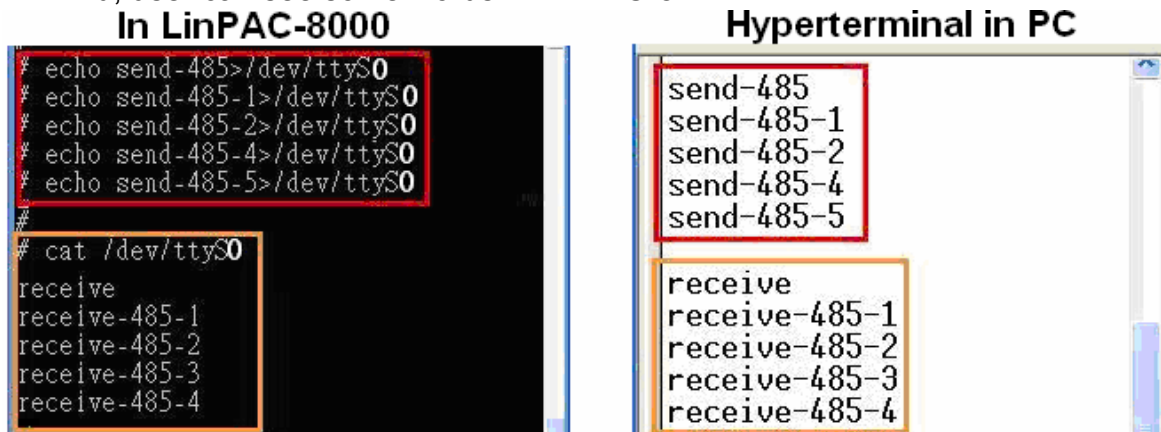 In LinPAC-8000
# echo send-485>/dev/ttyS0
# echo send-485-1>/dev/ttyS0
# echo send-485-2>/dev/ttyS0
# echo send-485-4>/dev/ttyS0
# echo send-485-5>/dev/ttyS0
#
# cat /dev/ttyS0
receive
receive-485-1
receive-485-2
receive-485-3
receive-485-4
Hyperterminal in PC
send-485
send-485-1
send-485-2
send-485-4
send-485-5
receive
receive-485-1
receive-485-2
receive-485-3
receive-485-4